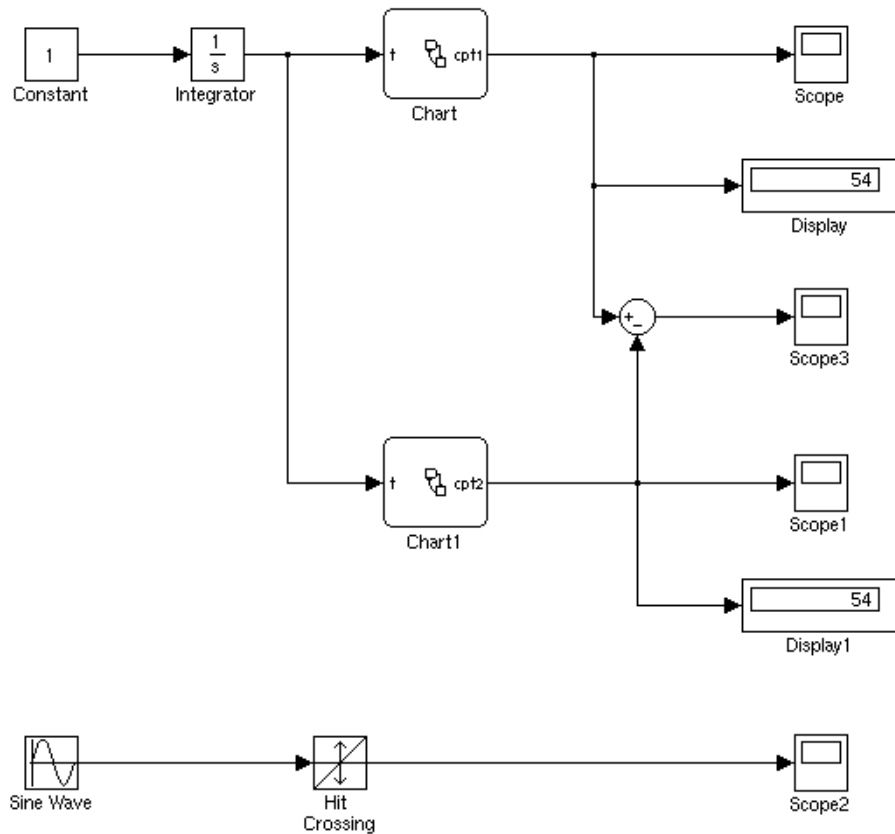 1
Constant
1
s
Integrator
t
cpt1
Chart
Scope
54
Display
+
-
Scope3
t
cpt2
Chart1
Scope1
54
Display1
Sine Wave
Hit
Crossing
Scope2